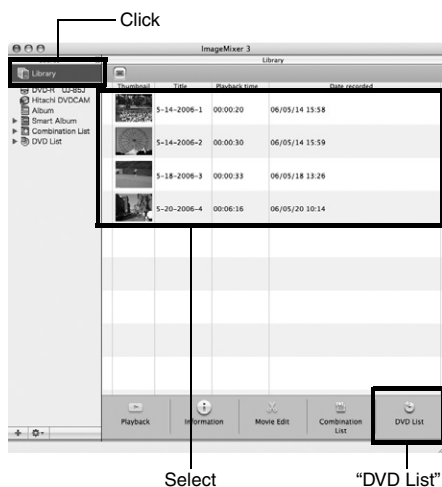 Click
ImageMixer 3
Library
Library
Thumbnail Title Playback time Date recorded
DVD-R UJ-85J
Hitachi DVDCAM
Album
Smart Album
Combination List
DVD List
5-14-2006-1 00:00:20 06/05/14 15:58
5-14-2006-2 00:00:30 06/05/14 15:59
5-18-2006-3 00:00:33 06/05/18 13:26
5-20-2006-4 00:06:16 06/05/20 10:14
Playback Information Movie Edit Combination List DVD List
Select "DVD List"